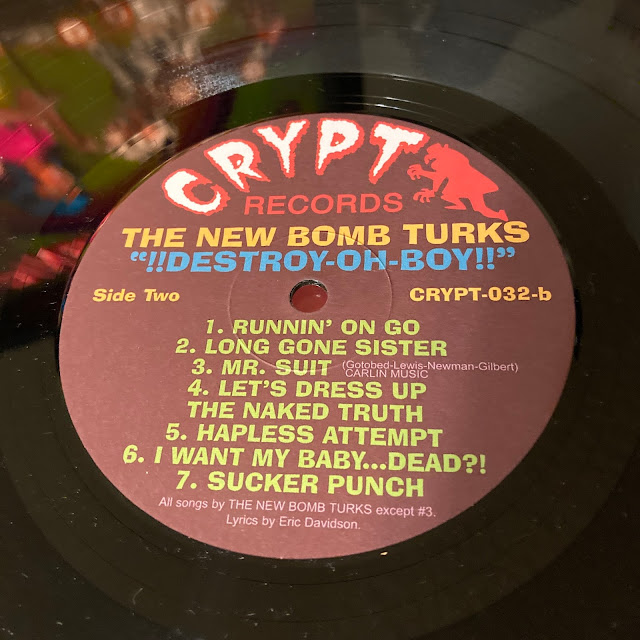 CRYPT
RECORDS
THE NEW BOMB TURKS
"!!DESTROY-OH-BOY!!"
Side Two
CRYPT-032-b
1. RUNNIN' ON GO
2. LONG GONE SISTER
3. MR. SUIT (Gotobed-Lewis-Newman-Gilbert)
CARLIN MUSIC
4. LET'S DRESS UP
THE NAKED TRUTH
5. HAPLESS ATTEMPT
6. I WANT MY BABY...DEAD?!
7. SUCKER PUNCH
All songs by THE NEW BOMB TURKS except #3.
Lyrics by Eric Davidson.